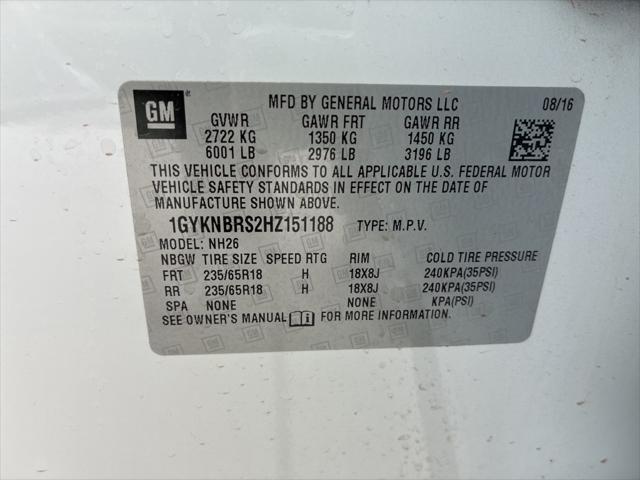 GM
MFD BY GENERAL MOTORS LLC 08/16
GVWR GAWR FRT GAWR RR
2722 KG 1350 KG 1450 KG
6001 LB 2976 LB 3196 LB
THIS VEHICLE CONFORMS TO ALL APPLICABLE U.S. FEDERAL MOTOR
VEHICLE SAFETY STANDARDS IN EFFECT ON THE DATE OF
MANUFACTURE SHOWN ABOVE.
1GYKNBRS2HZ151188 TYPE: M.P.V.
MODEL: NH26
NBGW TIRE SIZE SPEED RTG RIM COLD TIRE PRESSURE
FRT 235/65R18 H 18X8J 240KPA(35PSI)
RR 235/65R18 H 18X8J 240KPA(35PSI)
SPA NONE NONE KPA(PSI)
SEE OWNER'S MANUAL FOR MORE INFORMATION.